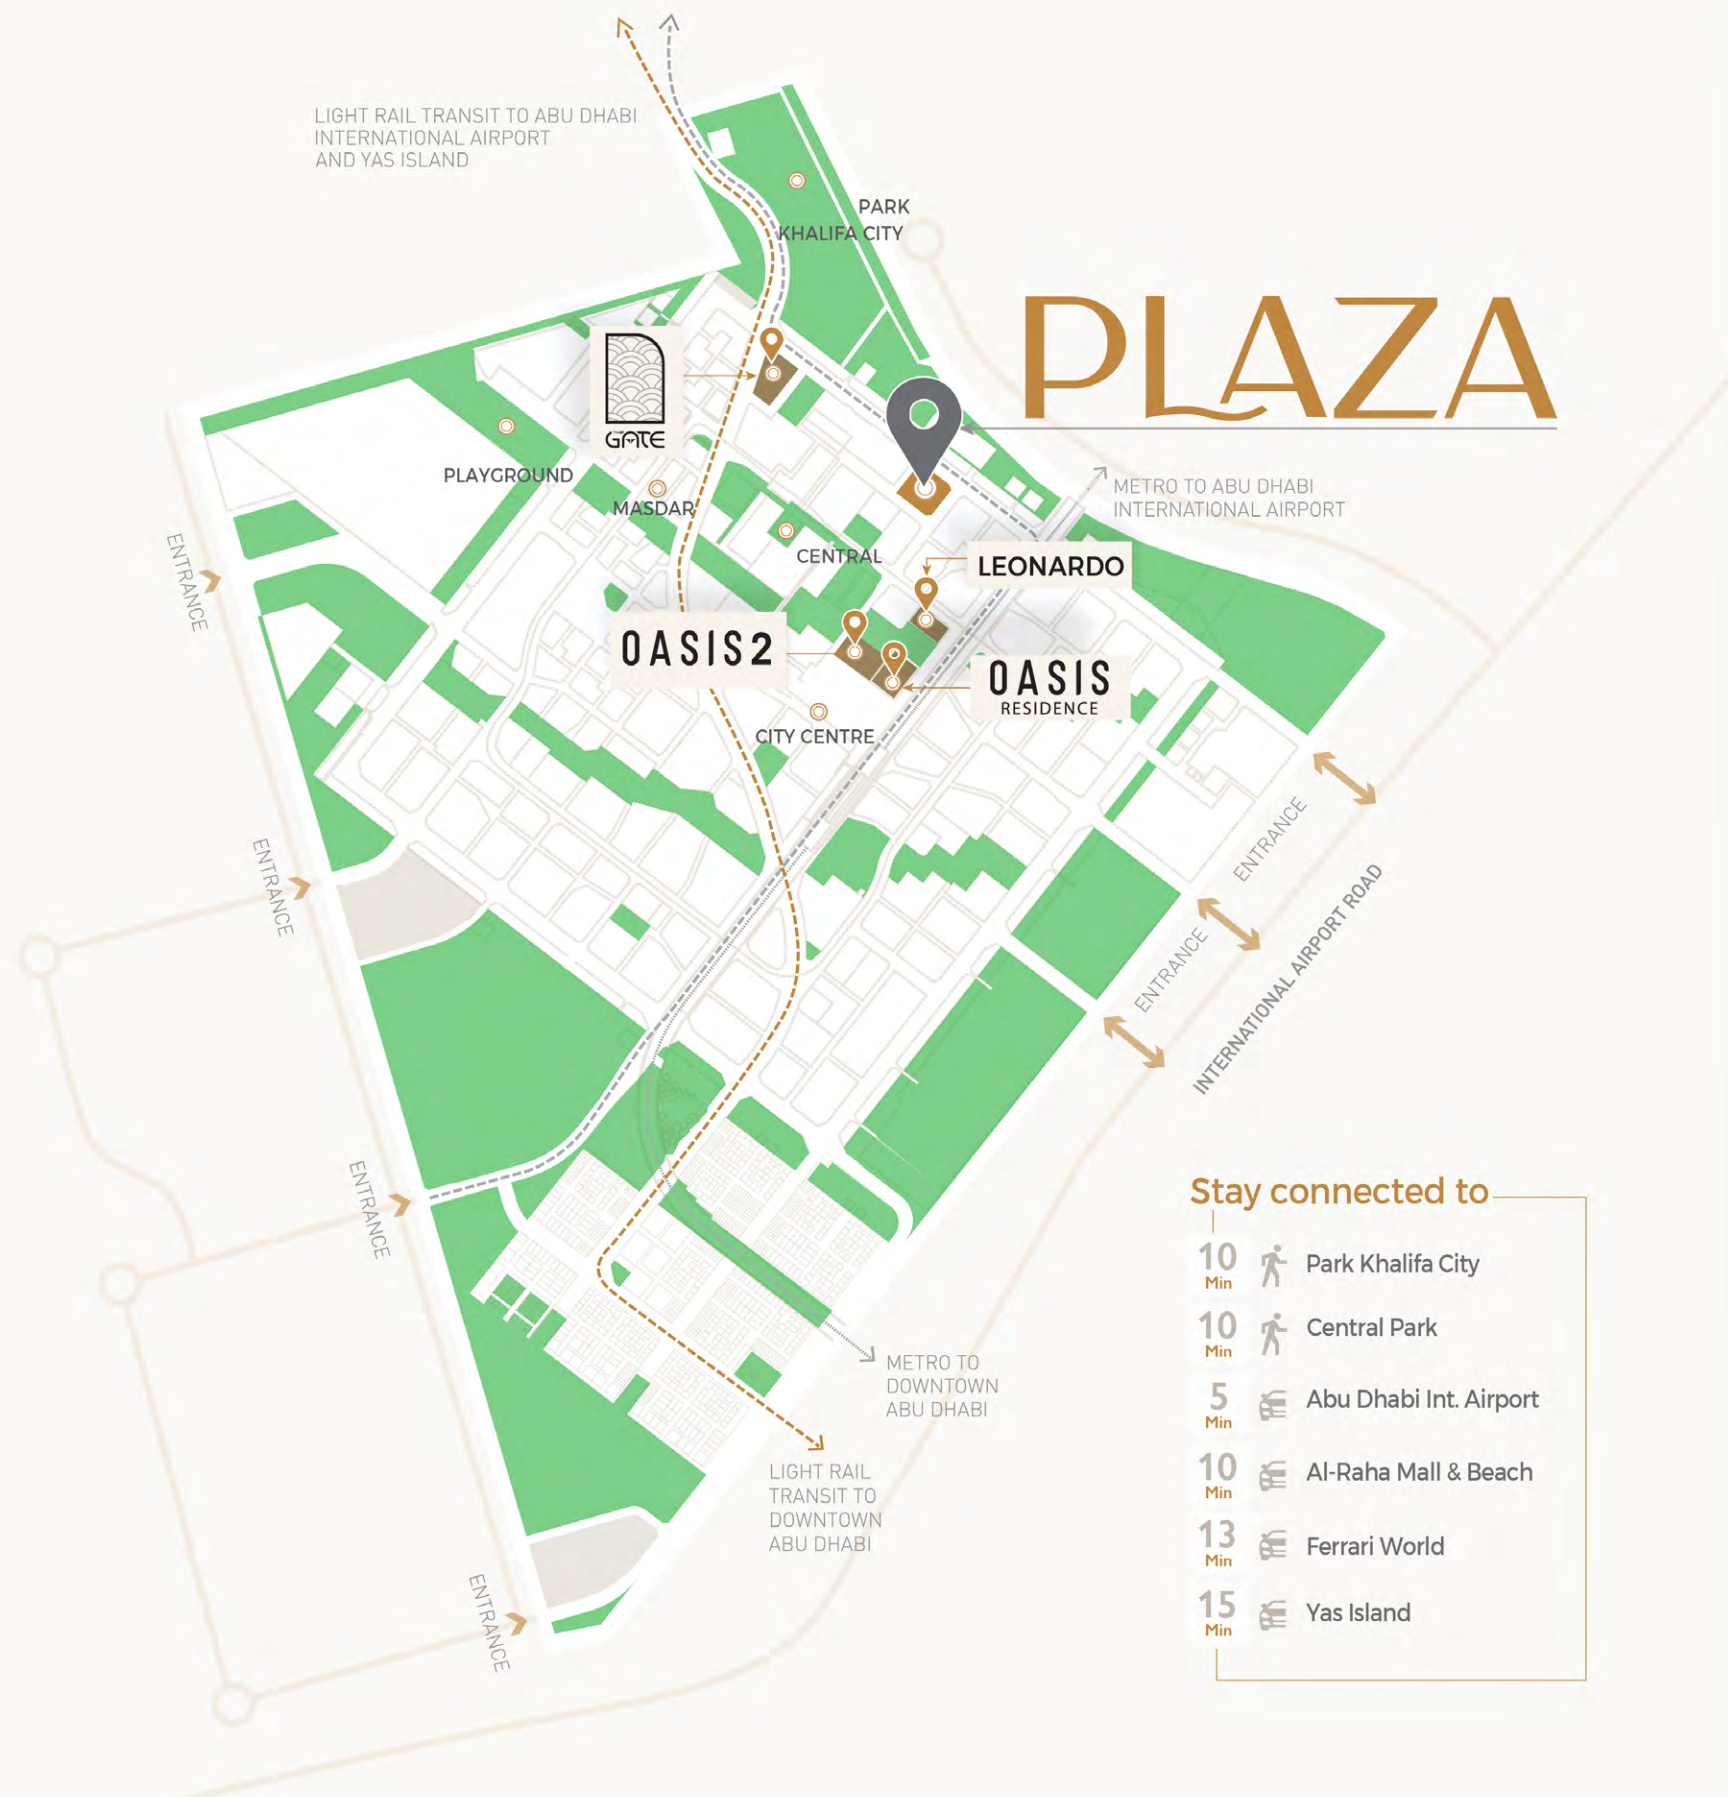 LIGHT RAIL TRANSIT TO ABU DHABI
INTERNATIONAL AIRPORT
AND YAS ISLAND
PARK
KHALIFA CITY
PLAZA
GATE
PLAYGROUND
MASDAR
METRO TO ABU DHABI
INTERNATIONAL AIRPORT
CENTRAL
LEONARDO
ENTRANCE
OASIS2
OASIS
RESIDENCE
CITY CENTRE
ENTRANCE
ENTRANCE
ENTRANCE
INTERNATIONAL AIRPORT ROAD
ENTRANCE
Stay connected to
10
Min
Park Khalifa City
10
Min
Central Park
5
Min
Abu Dhabi Int. Airport
10
Min
Al-Raha Mall & Beach
13
Min
Ferrari World
15
Min
Yas Island
METRO TO
DOWNTOWN
ABU DHABI
LIGHT RAIL
TRANSIT TO
DOWNTOWN
ABU DHABI
ENTRANCE